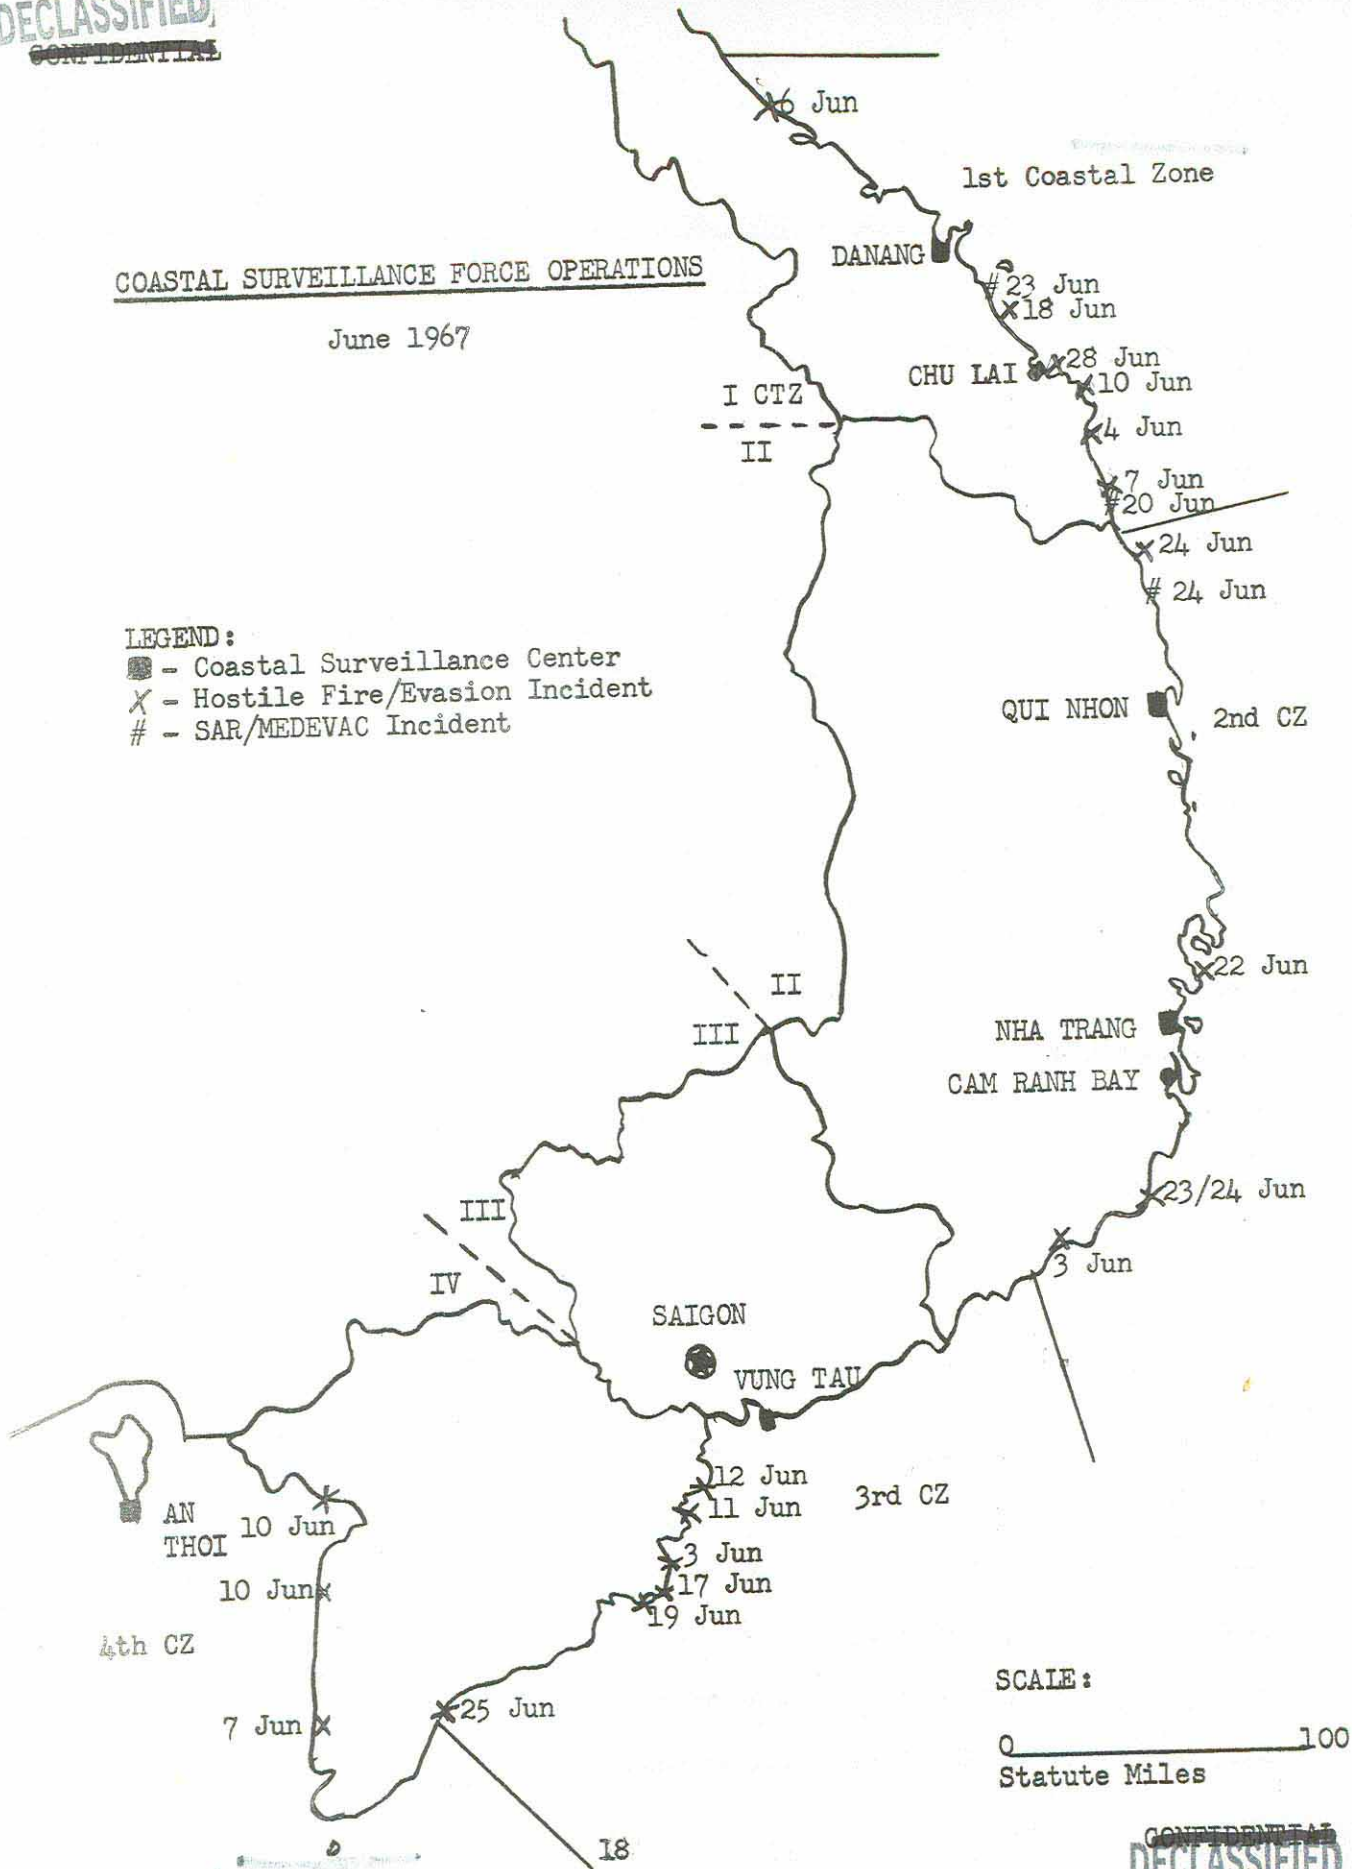 DECLASSIFIED
CONFIDENTIAL
6 Jun
1st Coastal Zone
DANANG
COASTAL SURVEILLANCE FORCE OPERATIONS
June 1967
# 23 Jun
18 Jun
28 Jun
CHU LAI
10 Jun
I CTZ
4 Jun
II
7 Jun
#20 Jun
24 Jun
# 24 Jun
LEGEND:
■ - Coastal Surveillance Center
X - Hostile Fire/Evasion Incident
# - SAR/MEDEVAC Incident
QUI NHON
2nd CZ
22 Jun
II
III
NHA TRANG
CAM RANH BAY
23/24 Jun
III
3 Jun
IV
SAIGON
VUNG TAU
12 Jun
3rd CZ
11 Jun
AN
THOI
10 Jun
3 Jun
17 Jun
10 Jun
19 Jun
4th CZ
25 Jun
7 Jun
SCALE:
0 100
Statute Miles
18
CONFIDENTIAL
DECLASSIFIED